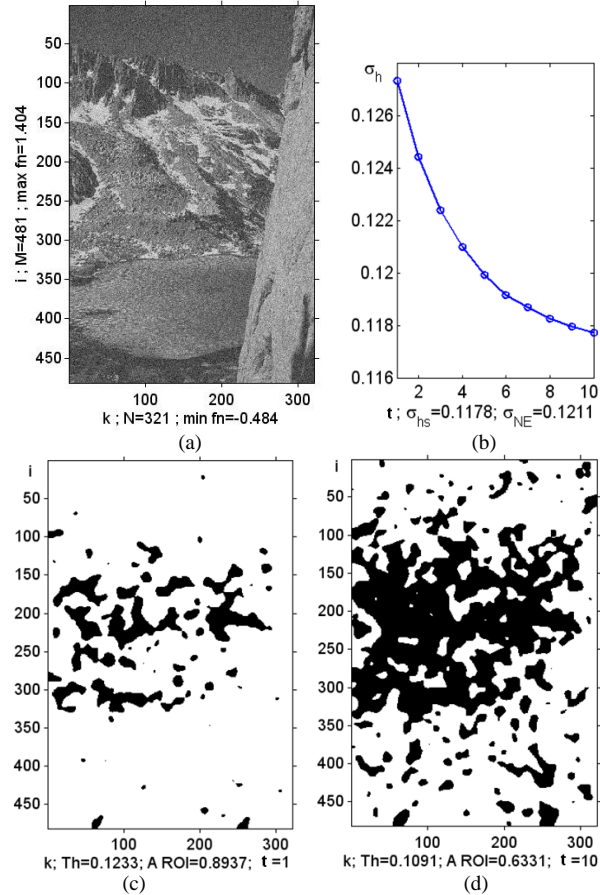 50
100
150
200
250
300
350
400
450
i ; M=481 ; max fn=1.404
100 200 300
k ; N=321 ; min fn=-0.484
(a)
σh
0.126
0.124
0.122
0.12
0.118
0.116
2 4 6 8 10
t ; σhs=0.1178; σNE=0.1211
(b)
i
50
100
150
200
250
300
350
400
450
100 200 300
k; Th=0.1233; A ROI=0.8937; t =1
(c)
i
50
100
150
200
250
300
350
400
450
100 200 300
k; Th=0.1091; A ROI=0.6331; t =10
(d)